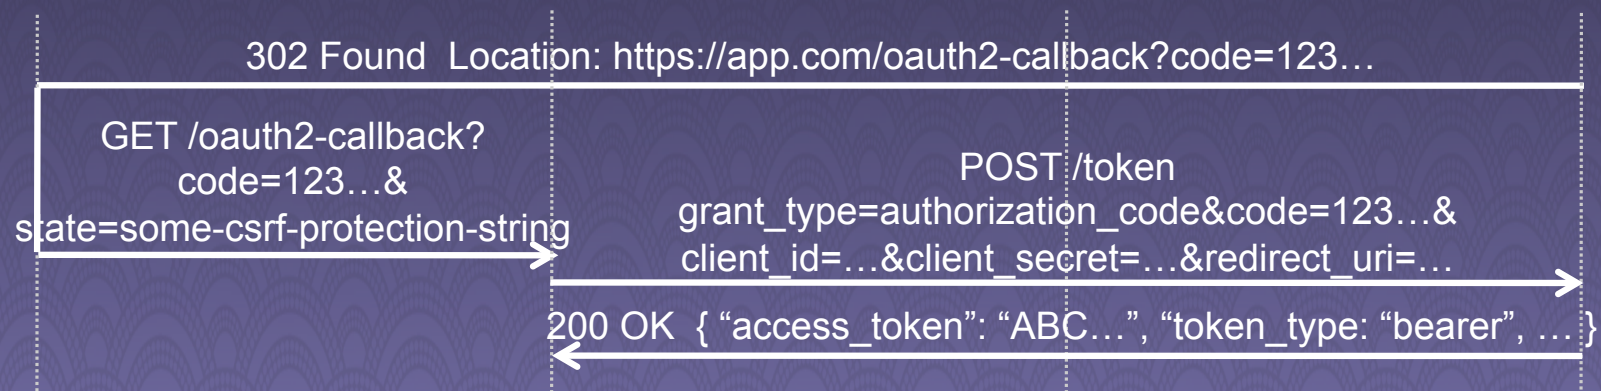 302 Found  Location: https://app.com/oauth2-callback?code=123…
GET /oauth2-callback?
code=123…&
state=some-csrf-protection-string
POST /token
grant_type=authorization_code&code=123…&
client_id=…&client_secret=…&redirect_uri=…
200 OK  { “access_token”: “ABC…”, “token_type: “bearer”, … }